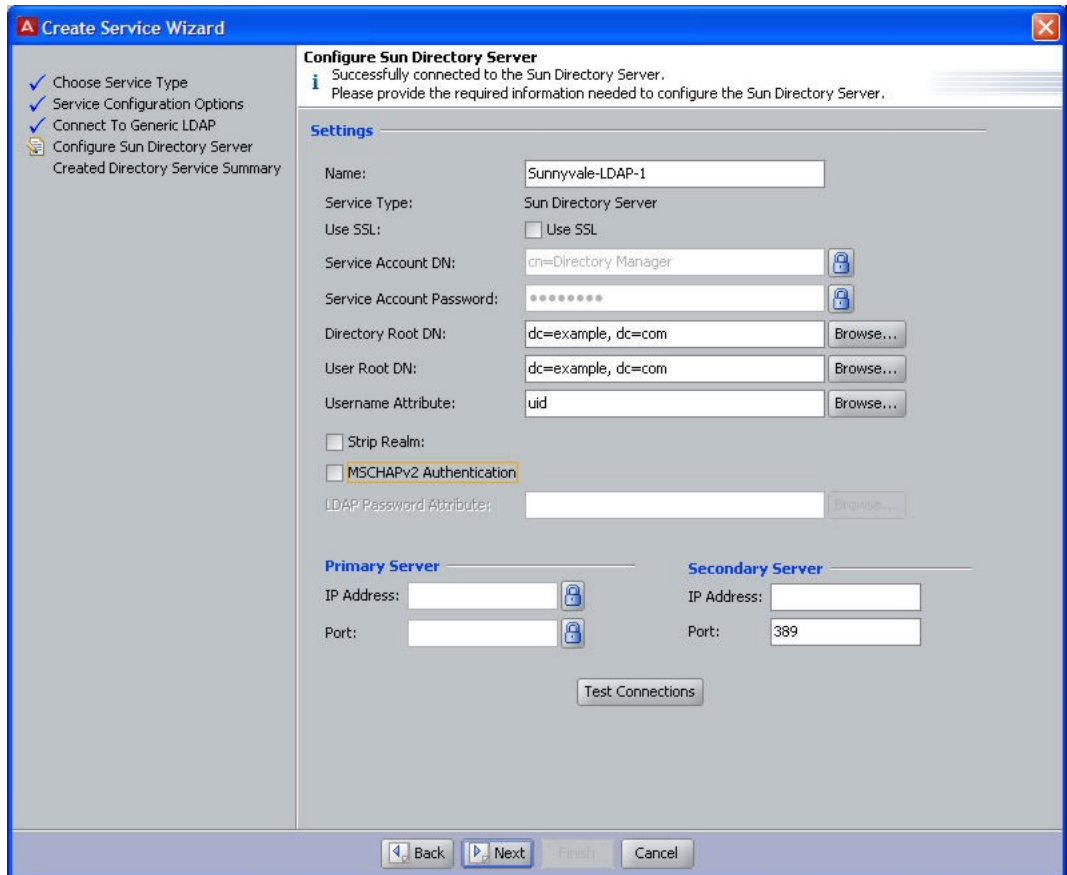 Create Service Wizard
Choose Service Type
Service Configuration Options
Connect To Generic LDAP
Configure Sun Directory Server
Created Directory Service Summary
Configure Sun Directory Server
Successfully connected to the Sun Directory Server.
Please provide the required information needed to configure the Sun Directory Server.
Settings
Name: Sunnyvale-LDAP-1
Service Type: Sun Directory Server
Use SSL: Use SSL
Service Account DN: cn=Directory Manager
Service Account Password: ••••••••
Directory Root DN: dc=example, dc=com Browse...
User Root DN: dc=example, dc=com Browse...
Username Attribute: uid Browse...
Strip Realm:
MSCHAPv2 Authentication
LDAP Password Attribute: Browse...
Primary Server
IP Address:
Port:
Secondary Server
IP Address:
Port: 389
Test Connections
Back Next Finish Cancel